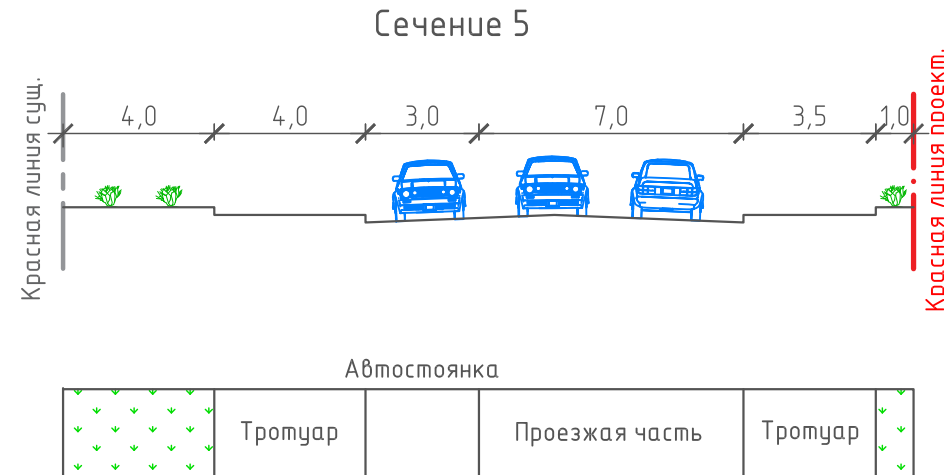 Сечение 5
Красная линия сущ.
4,0 4,0 3,0 7,0 3,5 1,0
Красная линия проект.
Автостоянка
Тротуар Проезжая часть Тротуар